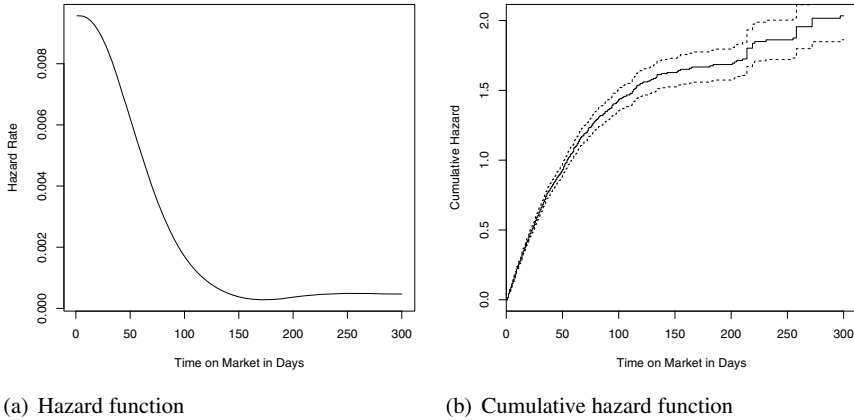 Hazard Rate
0.008
0.006
0.004
0.002
0.000
0 50 100 150 200 250 300
Time on Market in Days
(a) Hazard function
Cumulative Hazard
2.0
1.5
1.0
0.5
0.0
0 50 100 150 200 250 300
Time on Market in Days
(b) Cumulative hazard function